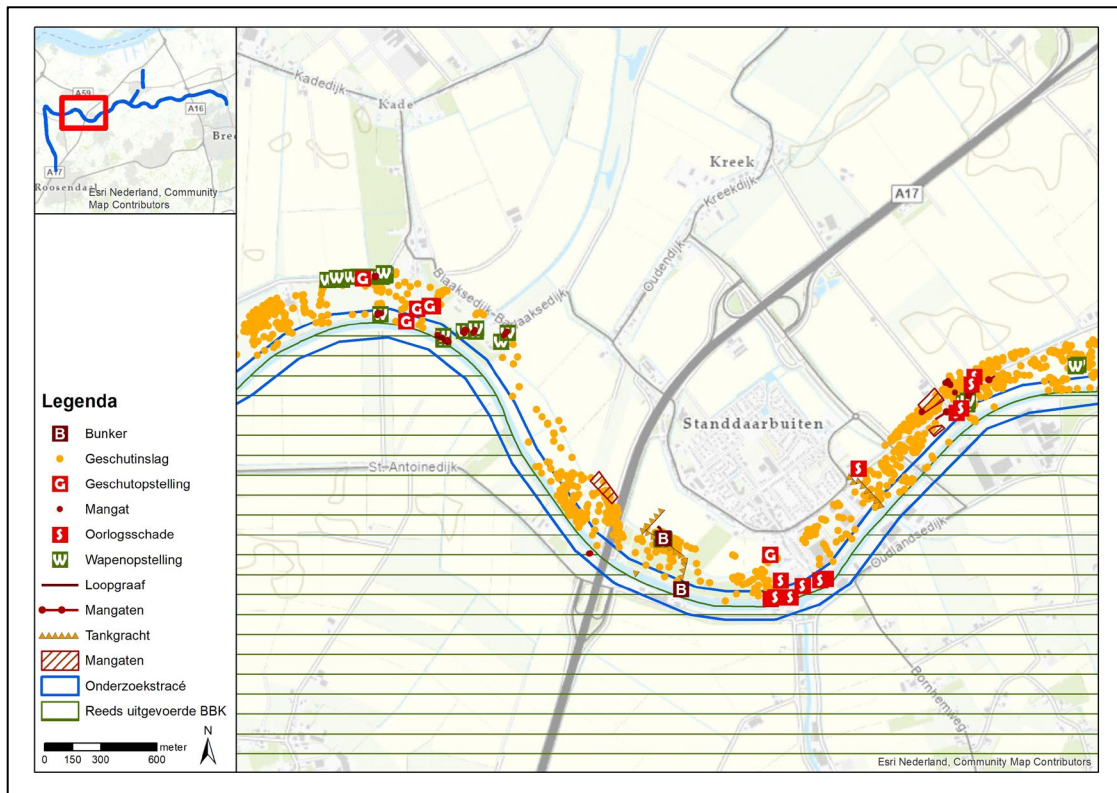 A59
A16
Bree
A17
Roosendaal
Esri Nederland, Community
Map Contributors
Kadedijk
Kade
Kreek
Kreekdijk
A17
Oudendijk
Blaaksedijk
Blaaksedijk
G
W
W
W
W
G
G
G
W
W
W
W
W
Standdaarbuiten
St. Antoinedijk
S
S
S
S
W
B
B
G
S
S
S
S
S
Oudlandsedijk
Bornhemweg
Legenda
B Bunker
Geschutinslag
G Geschutopstelling
Mangat
S Oorlogsschade
W Wapenopstelling
Loopgraaf
Mangaten
Tankgracht
Mangaten
Onderzoekstracé
Reeds uitgevoerde BBK
N
meter
0 150 300 600
Esri Nederland, Community Map Contributors